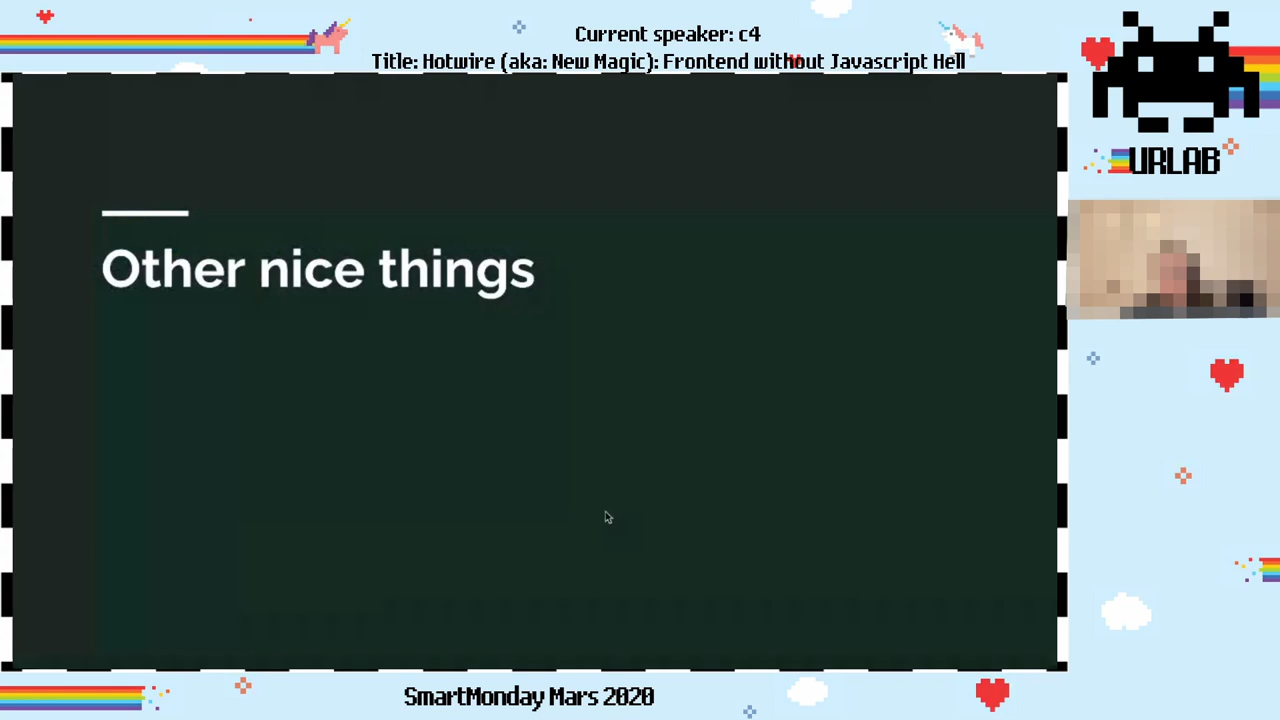 Current speaker: c4
Title: Hotwire (aka: New Magic): Frontend without Javascript Hell
URLAB
Other nice things
SmartMonday Mars 2020